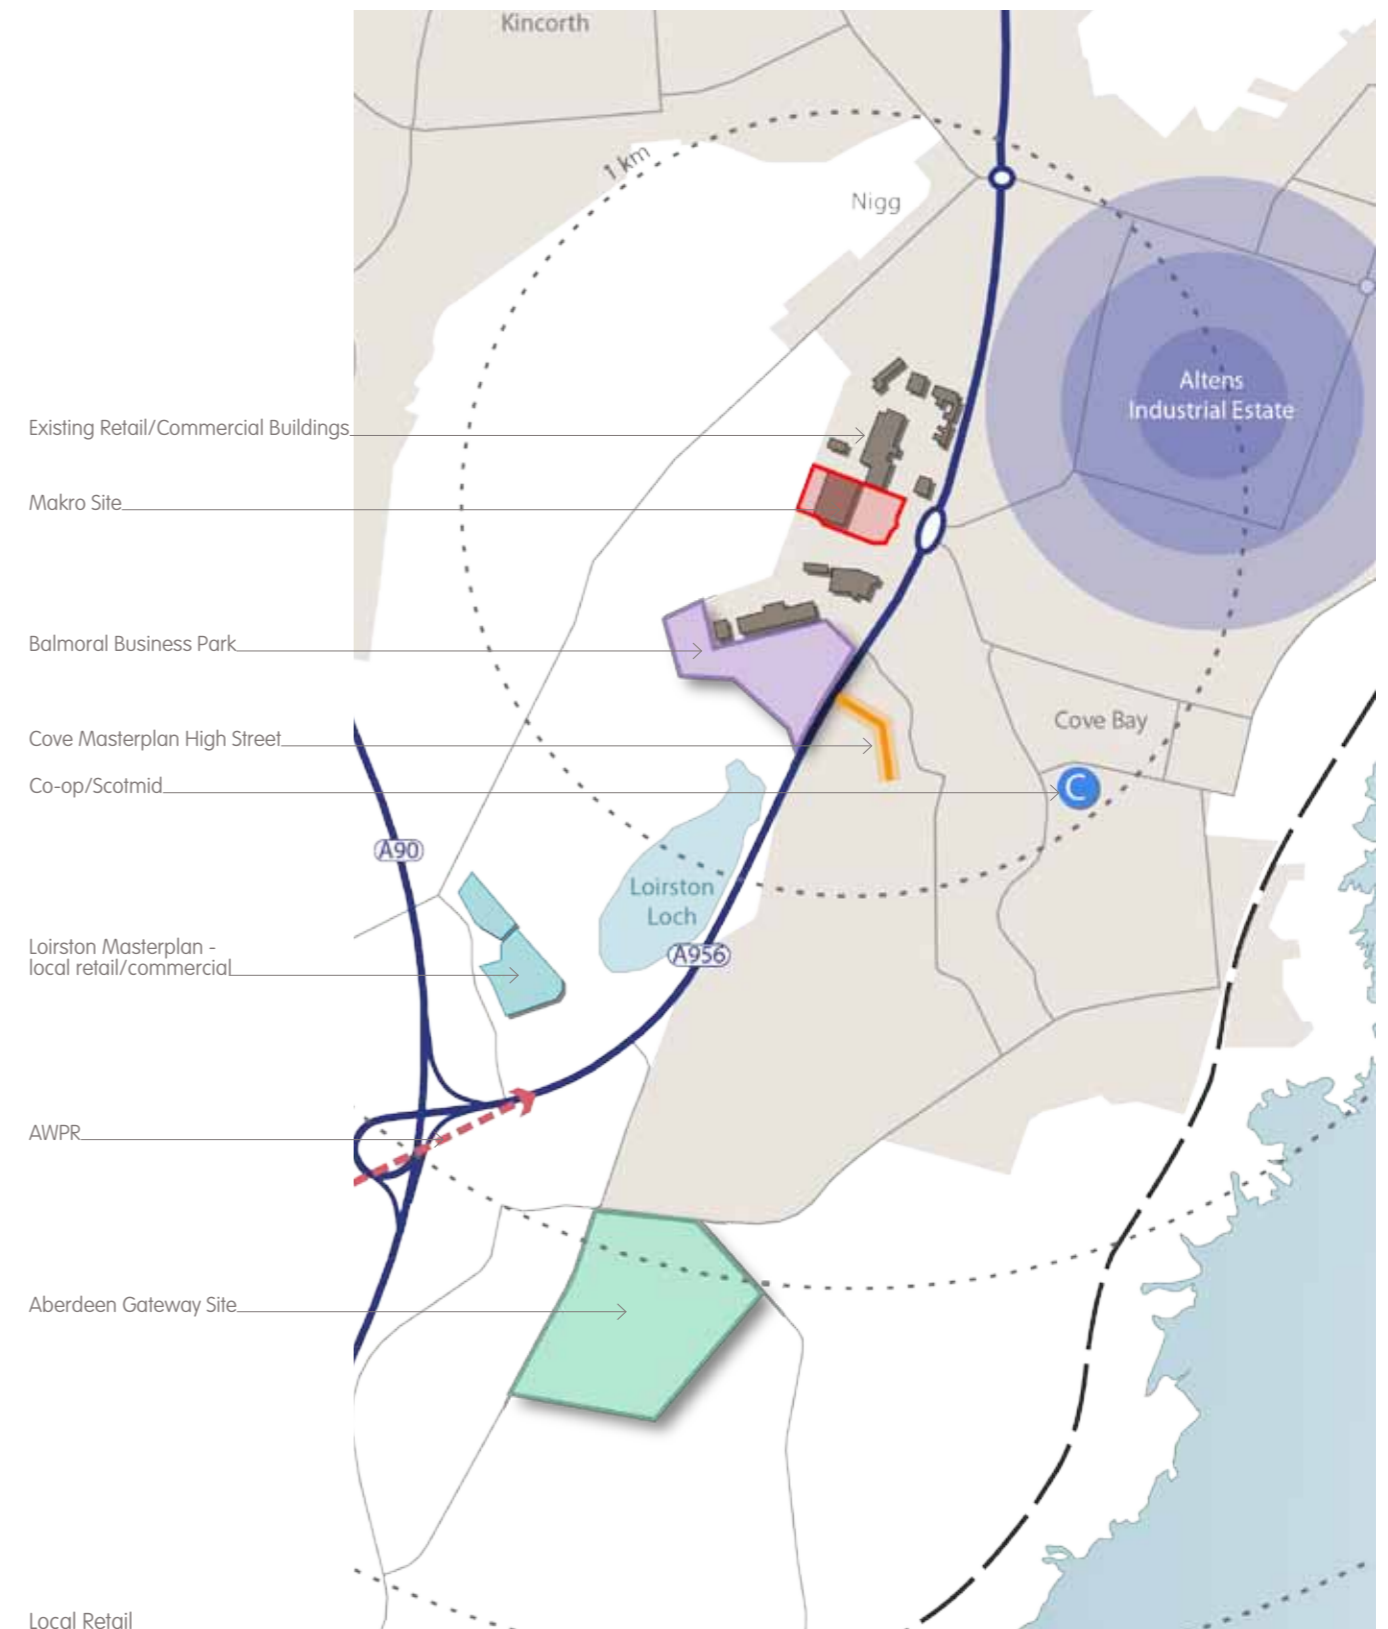 Kincorth
1 km
Nigg
Altens
Industrial Estate
Existing Retail/Commercial Buildings
Makro Site
Balmoral Business Park
Cove Bay
Cove Masterplan High Street
Co-op/Scotmid
C
A90
Loirston
Loch
Loirston Masterplan -
local retail/commercial
A956
AWPR
Aberdeen Gateway Site
Local Retail